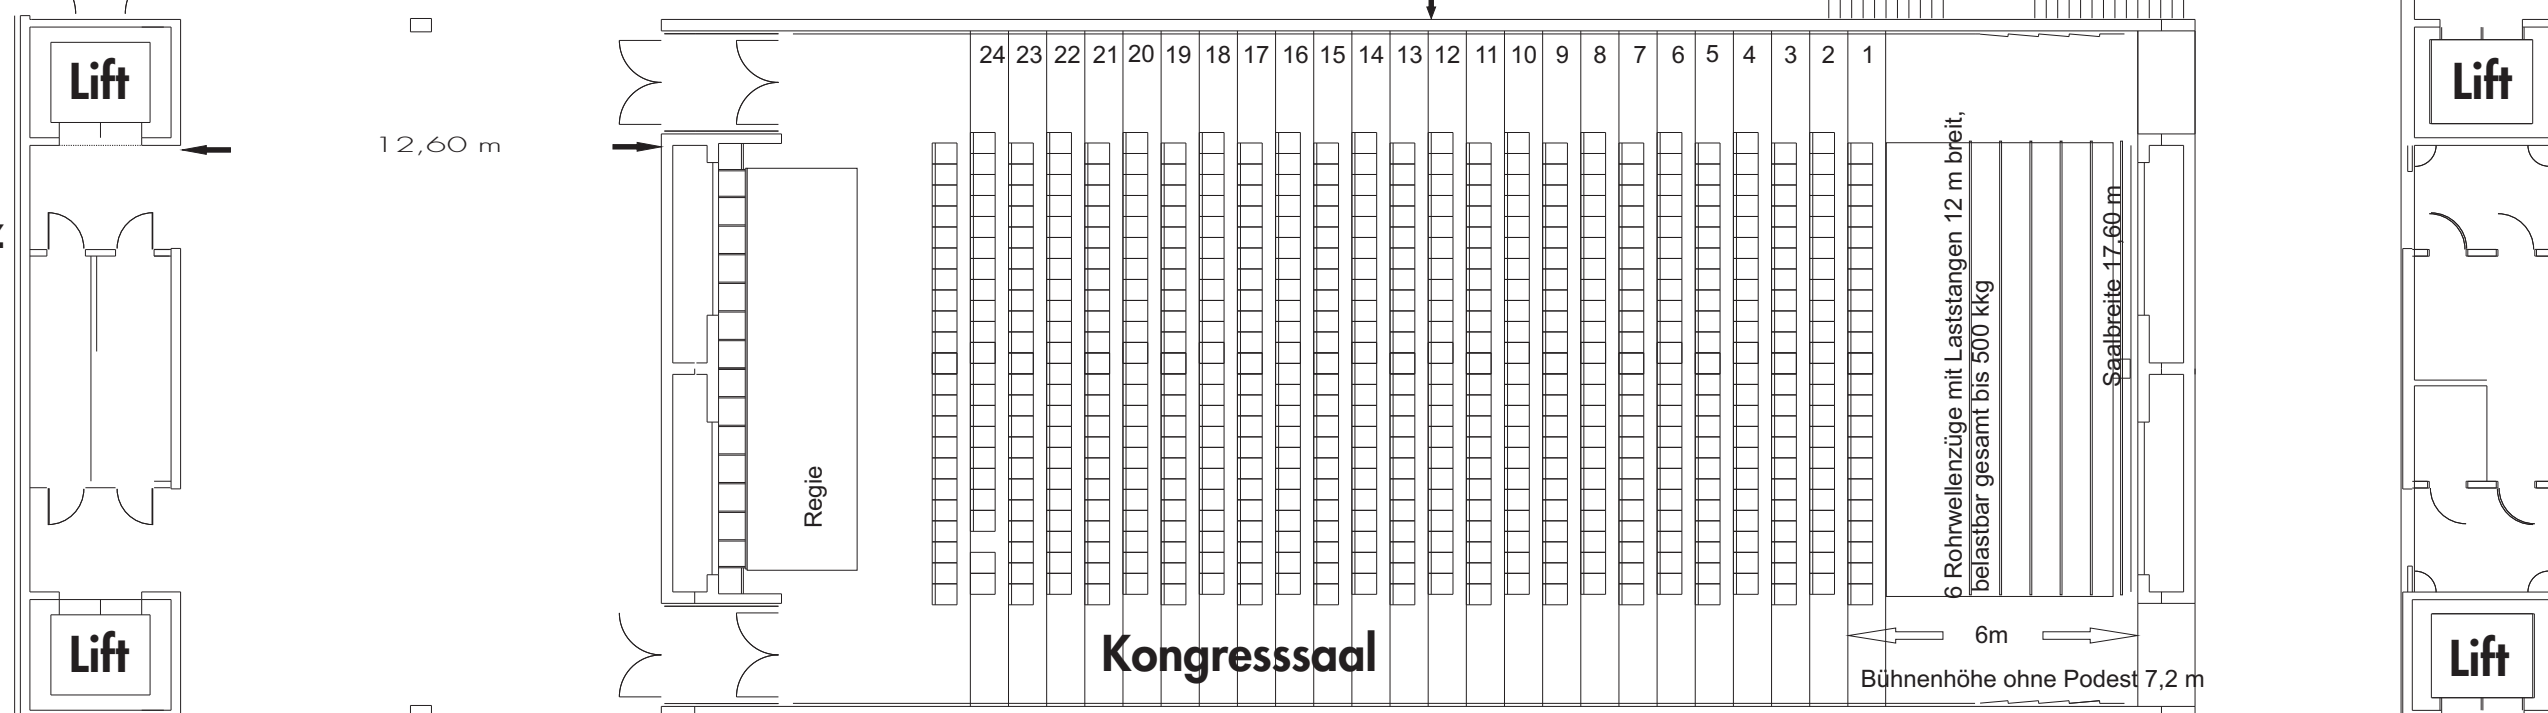 24 23 22 21 20 19 18 17 16 15 14 13 12 11 10 9 8 7 6 5 4 3 2 1
Lift
Lift
12,60 m
6 Rohrwellenzüge mit Laststangen 12 m breit,
belastbar gesamt bis 500 kkg
Saalbreite 17,60 m
Regie
Kongresssaal
6m
Bühnenhöhe ohne Podest 7,2 m
Lift
Lift